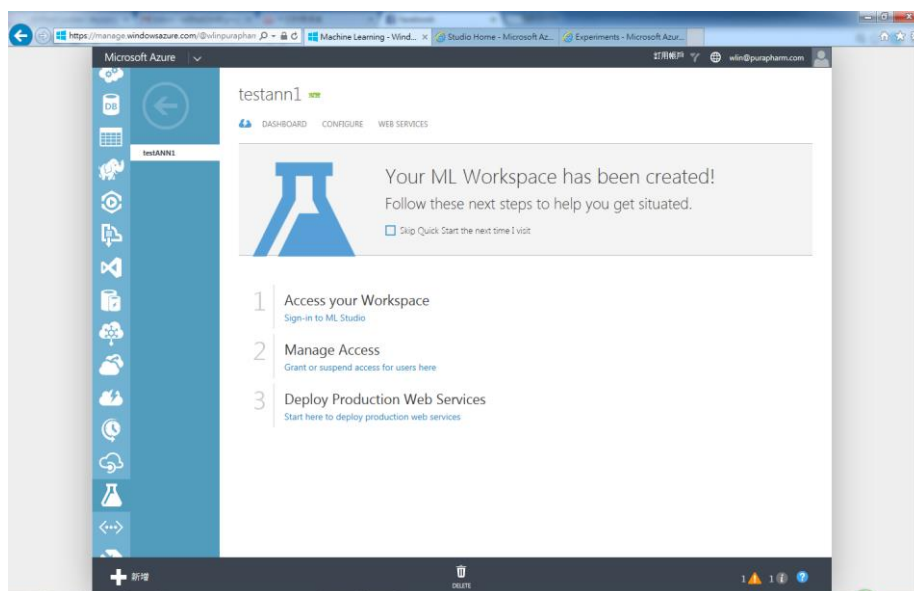 https://manage.windowsazure.com/@wlinpuraphar
Machine Learning - Wind...
Studio Home - Microsoft Az...
Experiments - Microsoft Azur...
Microsoft Azure
訂用帳戶
wlin@purapharm.com
DB
testann1
DASHBOARD CONFIGURE WEB SERVICES
testANN1
Your ML Workspace has been created!
Follow these next steps to help you get situated.
Skip Quick Start the next time I visit
1 Access your Workspace
Sign-in to ML Studio
2 Manage Access
Grant or suspend access for users here
3 Deploy Production Web Services
Start here to deploy production web services
新增
DELETE
1 1